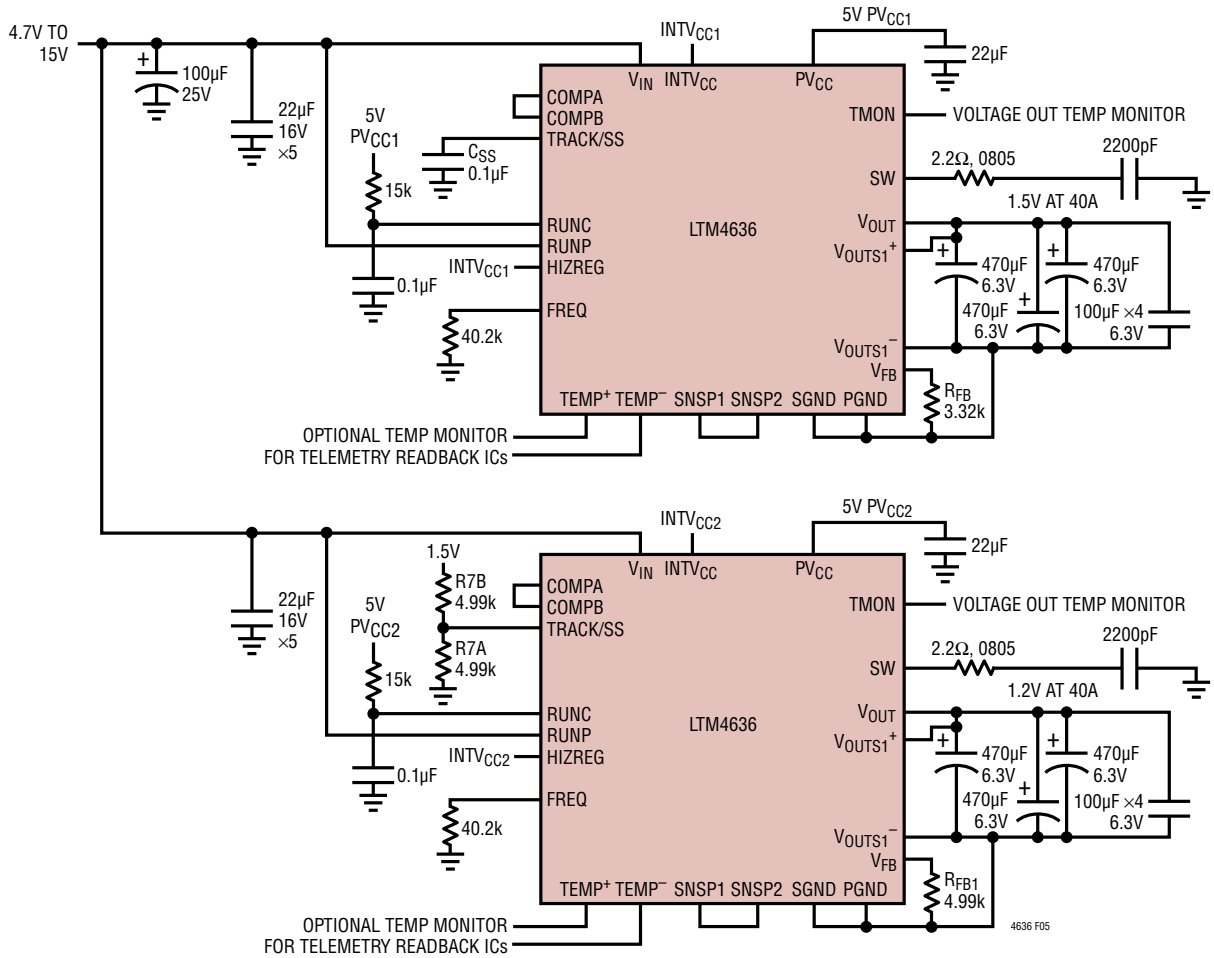 4.7V TO
15V
+
100µF
25V
22µF
16V
×5
5V
PVCC1
15k
0.1µF
CSS
0.1µF
INTVCC1
40.2k
INTVCC1
5V PVCC1
22µF
VIN INTVCC PVCC
COMPA
COMPB
TRACK/SS
RUNC
RUNP
HIZREG
FREQ
LTM4636
TMON
SW
VOUT
VOUTS1+
VOUTS1–
VFB
TEMP+ TEMP– SNSP1 SNSP2 SGND PGND
VOLTAGE OUT TEMP MONITOR
2.2Ω, 0805
2200pF
1.5V AT 40A
+
470µF
6.3V
+
470µF
6.3V
+
470µF
6.3V
100µF ×4
6.3V
RFB
3.32k
OPTIONAL TEMP MONITOR
FOR TELEMETRY READBACK ICs
22µF
16V
×5
5V
PVCC2
15k
0.1µF
1.5V
R7B
4.99k
R7A
4.99k
INTVCC2
40.2k
INTVCC2
5V PVCC2
22µF
VIN INTVCC PVCC
COMPA
COMPB
TRACK/SS
RUNC
RUNP
HIZREG
FREQ
LTM4636
TMON
SW
VOUT
VOUTS1+
VOUTS1–
VFB
TEMP+ TEMP– SNSP1 SNSP2 SGND PGND
VOLTAGE OUT TEMP MONITOR
2.2Ω, 0805
2200pF
1.2V AT 40A
+
470µF
6.3V
+
470µF
6.3V
+
470µF
6.3V
100µF ×4
6.3V
RFB1
4.99k
OPTIONAL TEMP MONITOR
FOR TELEMETRY READBACK ICs
4636 F05